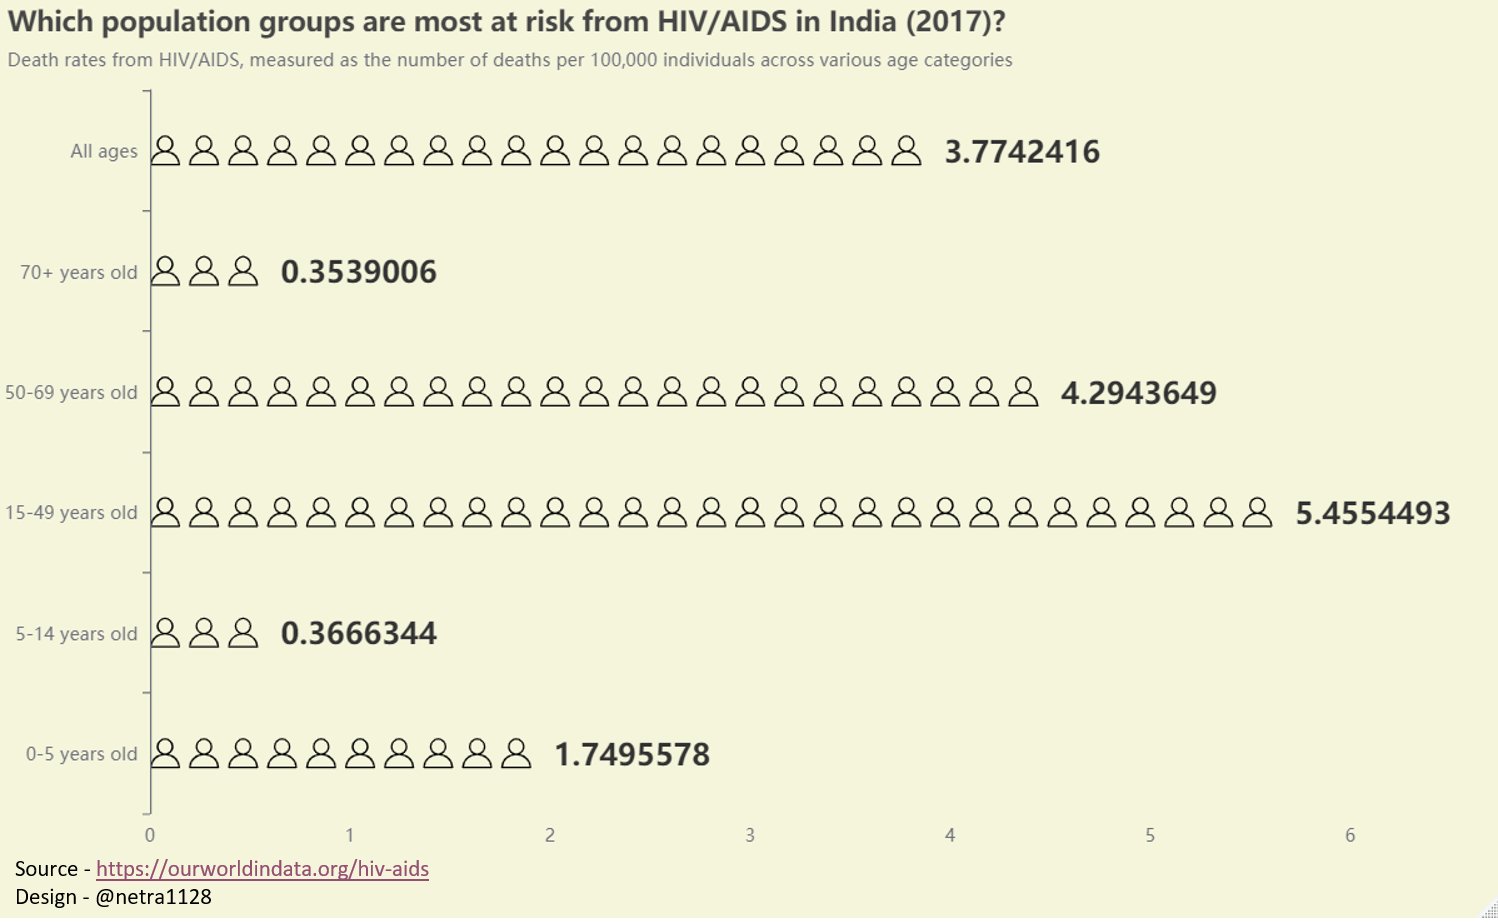 Which population groups are most at risk from HIV/AIDS in India (2017)?
Death rates from HIV/AIDS, measured as the number of deaths per 100,000 individuals across various age categories
All ages 3.7742416
70+ years old 0.3539006
50-69 years old 4.2943649
15-49 years old 5.4554493
5-14 years old 0.3666344
0-5 years old 1.7495578
0 1 2 3 4 5 6
Source - https://ourworldindata.org/hiv-aids
Design - @netra1128